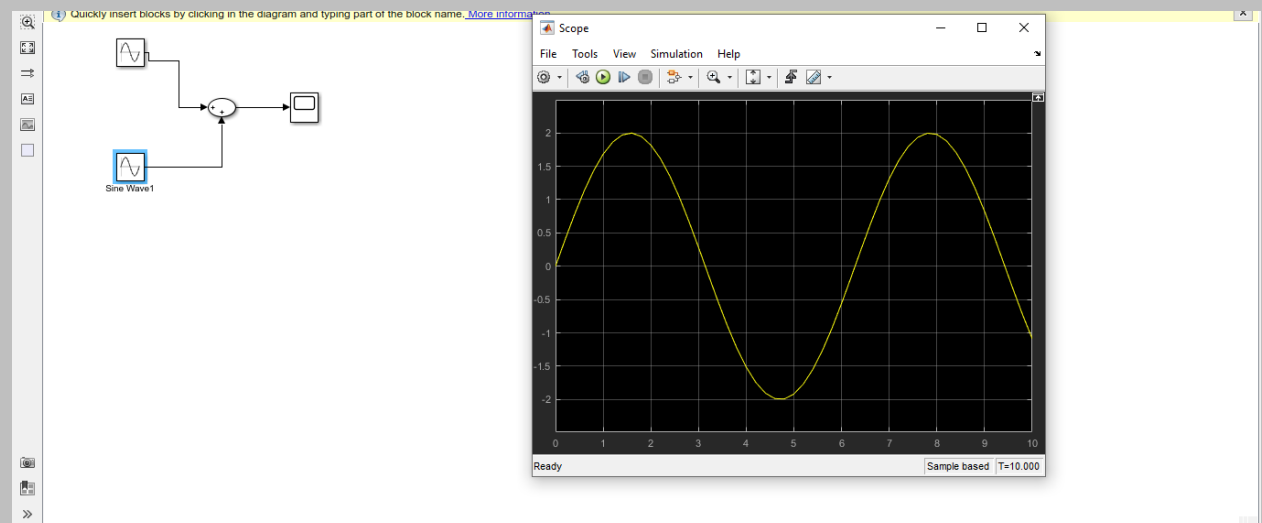 Quickly insert blocks by clicking in the diagram and typing part of the block name. More information
Sine Wave1
Scope
File Tools View Simulation Help
2
1.5
1
0.5
0
-0.5
-1
-1.5
-2
0 1 2 3 4 5 6 7 8 9 10
Ready Sample based T=10.000